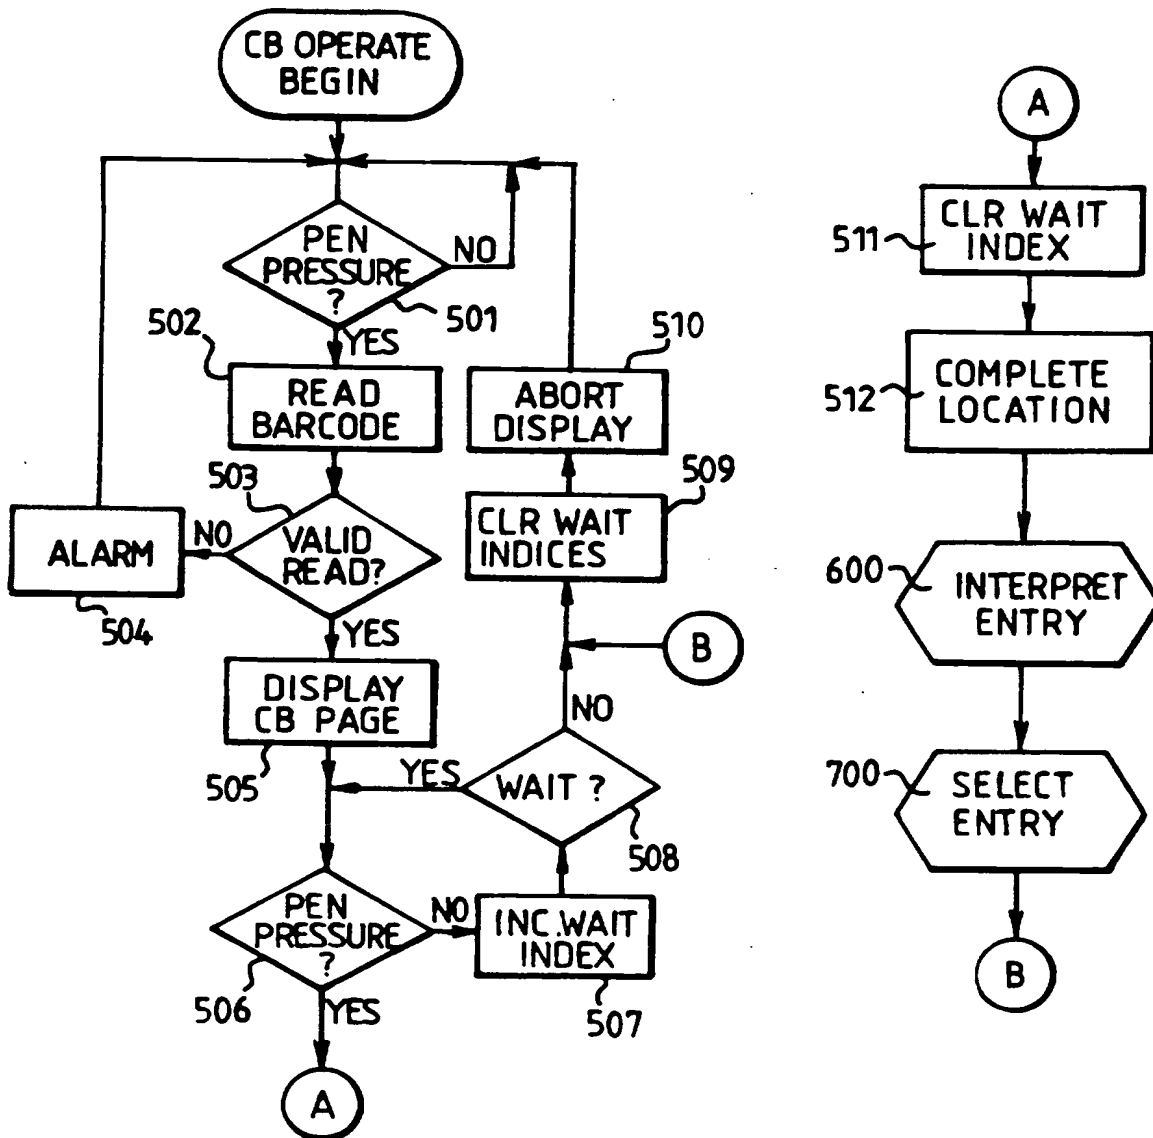 CB OPERATE
BEGIN
PEN
PRESSURE
?
NO
501
YES
502
READ
BARCODE
503
VALID
READ?
NO
ALARM
504
YES
DISPLAY
CB PAGE
505
YES
PEN
PRESSURE
?
506
NO
YES
A
INC.WAIT
INDEX
507
WAIT ?
508
NO
B
CLR WAIT
INDICES
509
ABORT
DISPLAY
510
A
CLR WAIT
INDEX
511
COMPLETE
LOCATION
512
INTERPRET
ENTRY
600
SELECT
ENTRY
700
B